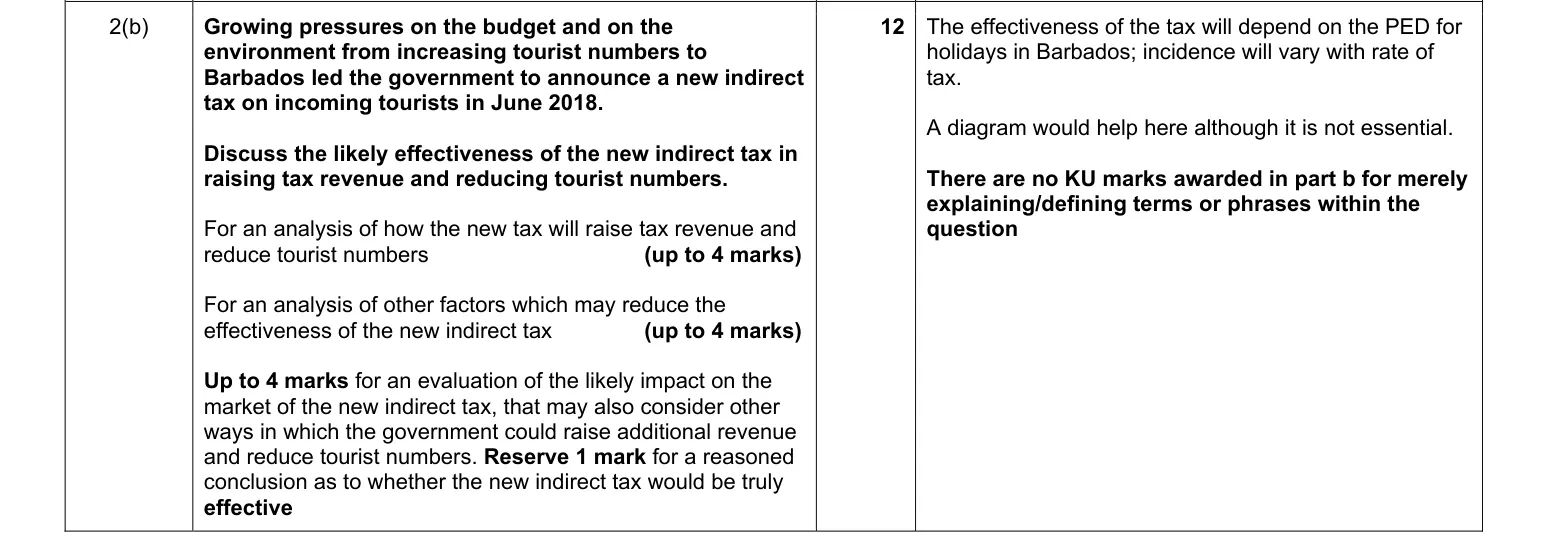 2(b)
Growing pressures on the budget and on the
environment from increasing tourist numbers to
Barbados led the government to announce a new indirect
tax on incoming tourists in June 2018.
Discuss the likely effectiveness of the new indirect tax in
raising tax revenue and reducing tourist numbers.
For an analysis of how the new tax will raise tax revenue and
reduce tourist numbers (up to 4 marks)
For an analysis of other factors which may reduce the
effectiveness of the new indirect tax (up to 4 marks)
Up to 4 marks for an evaluation of the likely impact on the
market of the new indirect tax, that may also consider other
ways in which the government could raise additional revenue
and reduce tourist numbers. Reserve 1 mark for a reasoned
conclusion as to whether the new indirect tax would be truly
effective
12
The effectiveness of the tax will depend on the PED for
holidays in Barbados; incidence will vary with rate of
tax.
A diagram would help here although it is not essential.
There are no KU marks awarded in part b for merely
explaining/defining terms or phrases within the
question